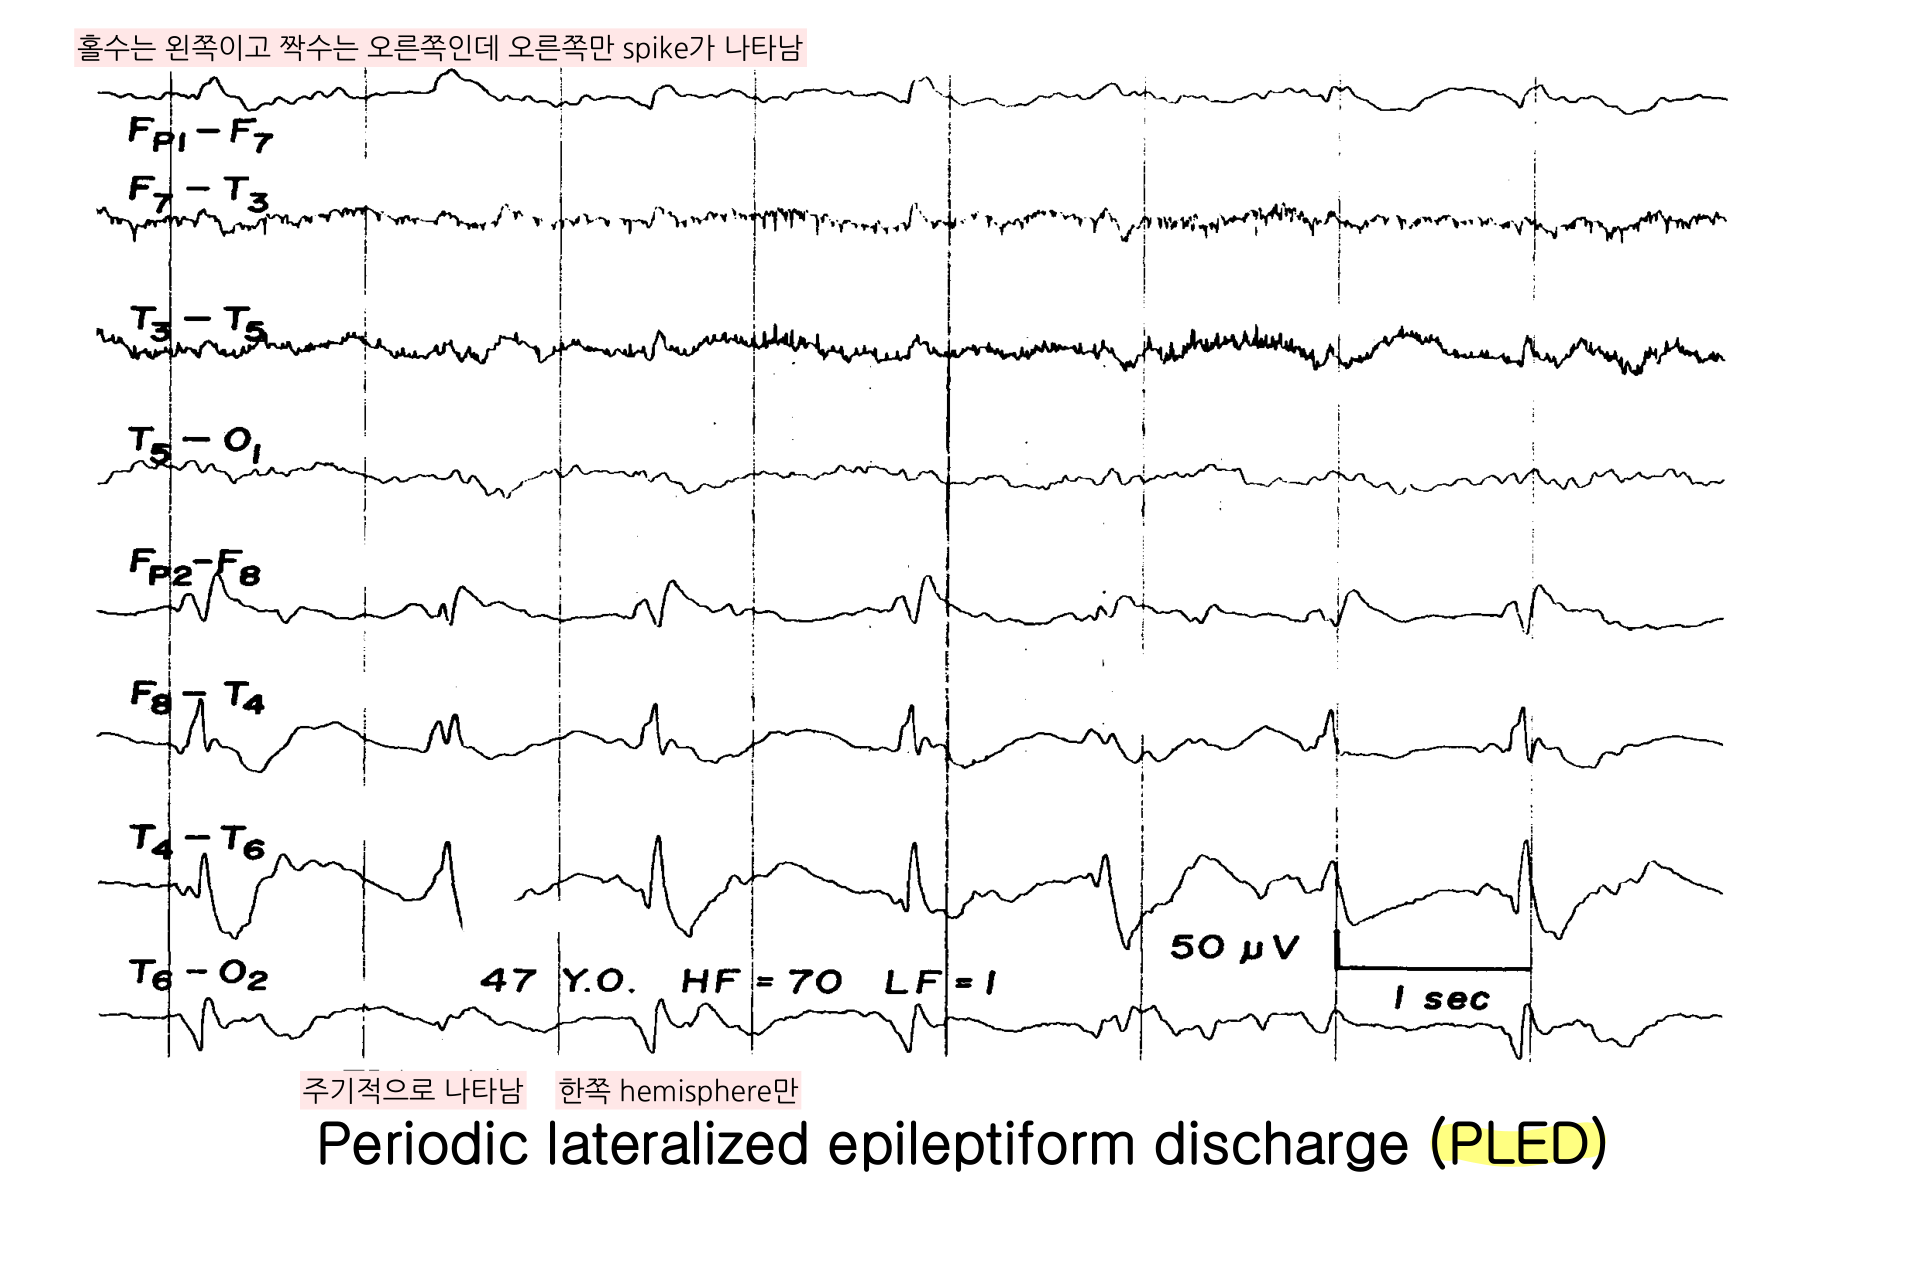 홀수는 왼쪽이고 짝수는 오른쪽인데 오른쪽만 spike가 나타남
FP1 - F7
F7 - T3
T3 - T5
T5 - O1
FP2 - F8
F8 - T4
T4 - T6
50 μV
T6 - O2 47 Y.O. HF = 70 LF = 1
1 sec
주기적으로 나타남 한쪽 hemisphere만
Periodic lateralized epileptiform discharge (PLED)